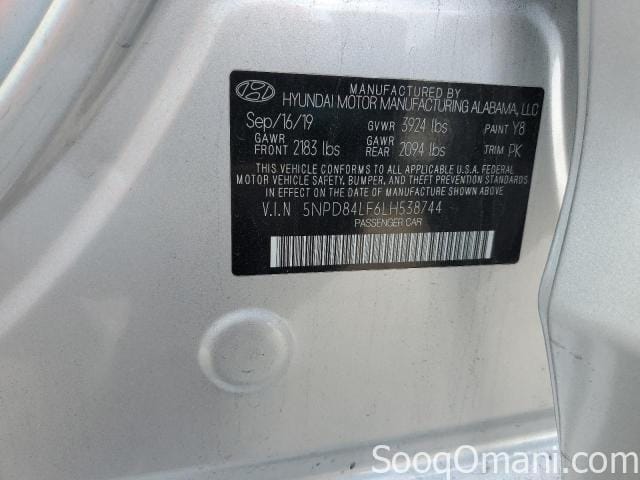 MANUFACTURED BY
HYUNDAI MOTOR MANUFACTURING ALABAMA, LLC
Sep/16/19 GVWR 3924 lbs PAINT Y8
GAWR FRONT 2183 lbs GAWR REAR 2094 lbs TRIM PK
THIS VEHICLE CONFORMS TO ALL APPLICABLE U.S.A. FEDERAL
MOTOR VEHICLE SAFETY, BUMPER, AND THEFT PREVENTION STANDARDS
IN EFFECT ON THE DATE OF MANUFACTURE SHOWN ABOVE.
V.I.N 5NPD84LF6LH538744
PASSENGER CAR
SooqOmani.com